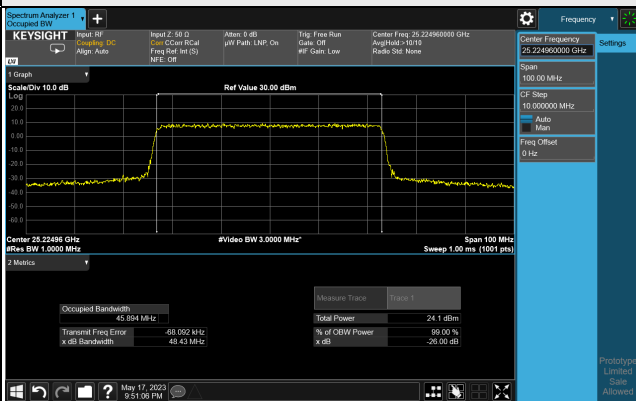 Spectrum Analyzer 1
Occupied BW
Frequency
KEYSIGHT
Input: RF
Coupling: DC
Align: Auto
Input Z: 50 Ω
Corr CCorr RCal
Freq Ref: Int (S)
NFE: Off
Atten: 0 dB
µW Path: LNP, On
Trig: Free Run
Gate: Off
#IF Gain: Low
Center Freq: 25.224960000 GHz
Avg|Hold:>10/10
Radio Std: None
LXI
1 Graph
Scale/Div 10.0 dB
Ref Value 30.00 dBm
Log
20.0
10.0
0.00
-10.0
-20.0
-30.0
-40.0
-50.0
-60.0
Center 25.22496 GHz
#Video BW 3.0000 MHz*
Span 100 MHz
#Res BW 1.0000 MHz
Sweep 1.00 ms (1001 pts)
2 Metrics
Occupied Bandwidth
45.894 MHz
Transmit Freq Error
-68.092 kHz
x dB Bandwidth
48.43 MHz
Measure Trace
Trace 1
Total Power
24.1 dBm
% of OBW Power
99.00 %
x dB
-26.00 dB
May 17, 2023
9:51:06 PM
Center Frequency
25.224960000 GHz
Span
100.00 MHz
CF Step
10.000000 MHz
Auto
Man
Freq Offset
0 Hz
Settings
Prototype
Limited
Sale
Allowed